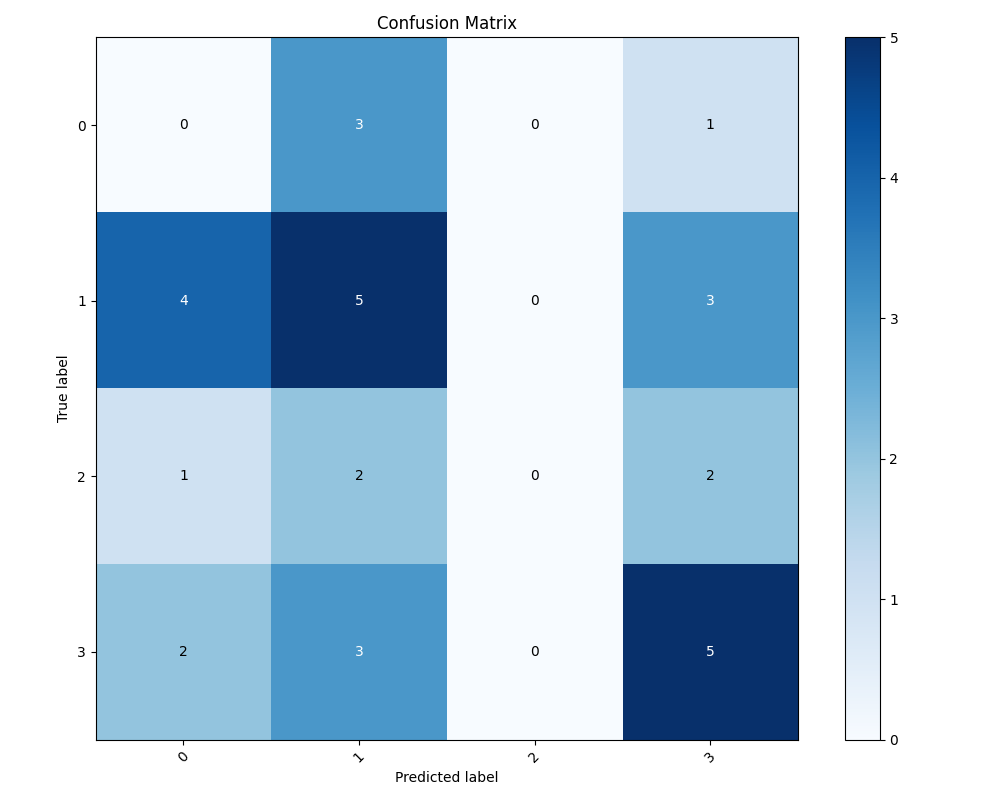 Confusion Matrix
0 0 3 0 1
1 4 5 0 3
2 1 2 0 2
3 2 3 0 5
0 1 2 3
True label
Predicted label
5
4
3
2
1
0